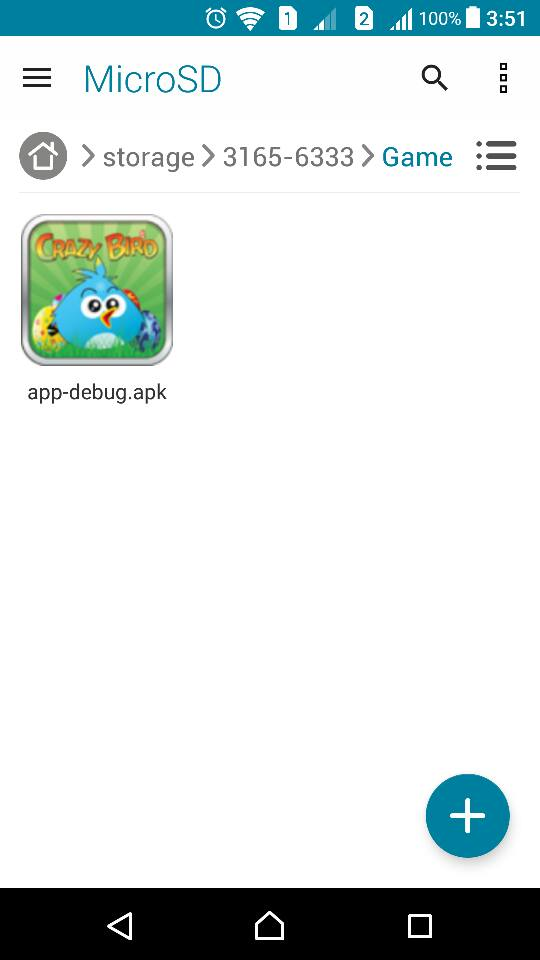 1 2 100% 3:51
MicroSD
storage 3165-6333 Game
CRAZY BIRD
app-debug.apk